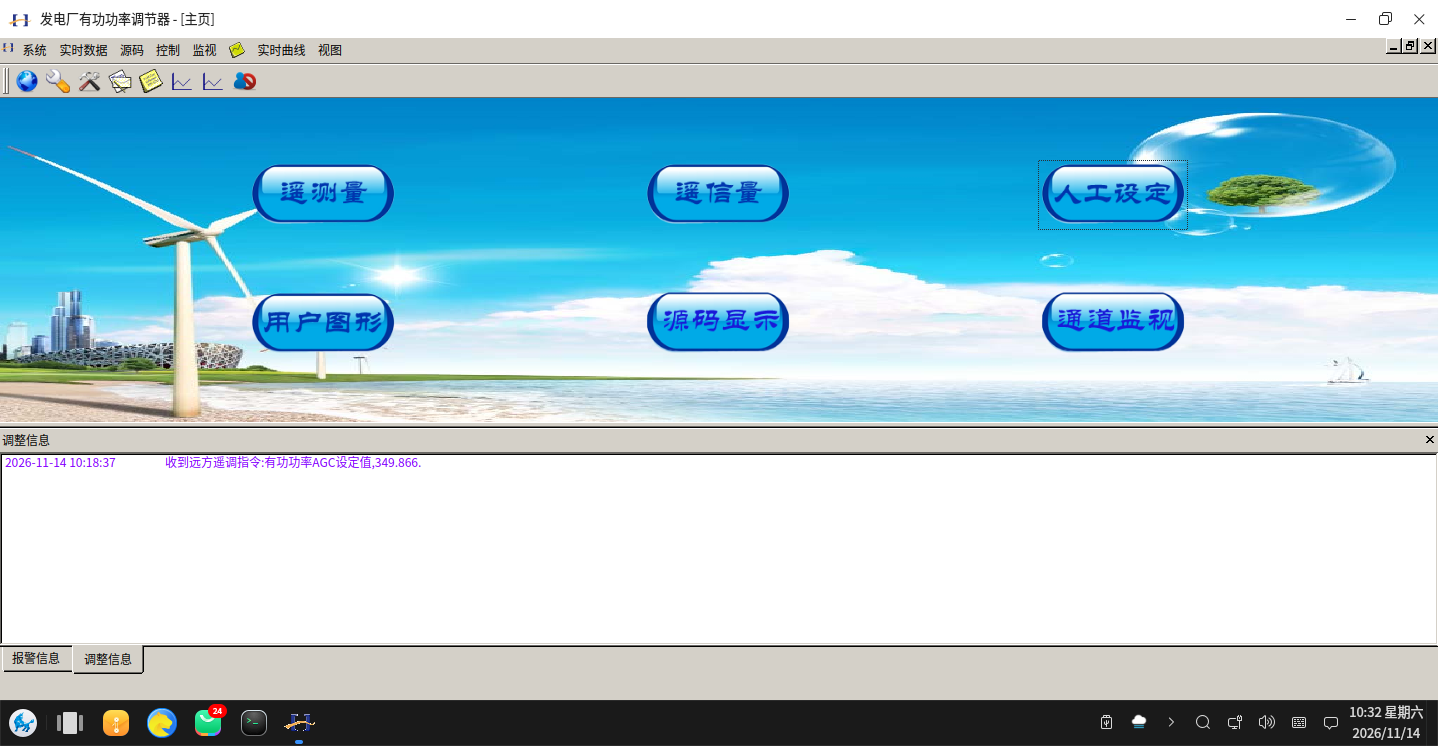 发电厂有功功率调节器 - [主页]
系统 实时数据 源码 控制 监视 实时曲线 视图
遥测量 遥信量 人工设定
用户图形 源码显示 通道监视
调整信息
2026-11-14 10:18:37 收到远方遥调指令:有功功率AGC设定值,349.866.
报警信息 调整信息
24
10:32 星期六
2026/11/14